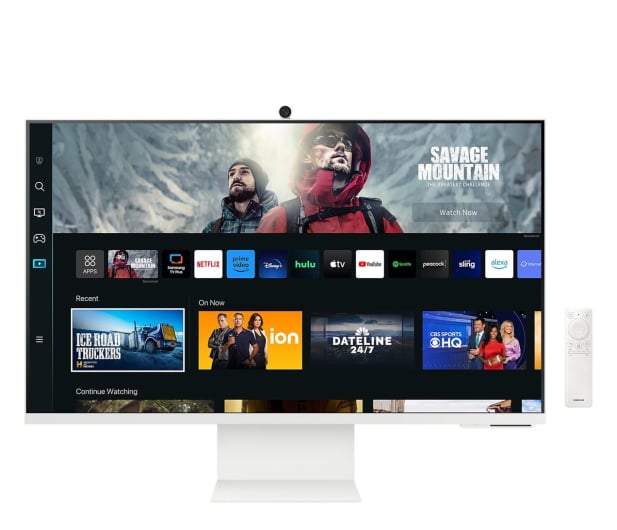 SAVAGE
MOUNTAIN
THE GREATEST CHALLENGE
Watch Now
Sponsored
APPS
SAVAGE
MOUNTAIN
Samsung
TV Plus
NETFLIX
prime
video
Disney+
hulu
tv
YouTube
Spotify
peacock
sling
alexa
Internet
Sponsored
Recent
On Now
ICE ROAD
TRUCKERS
ion
DATELINE
24/7
CBS SPORTS
HQ
Continue Watching
SAMSUNG